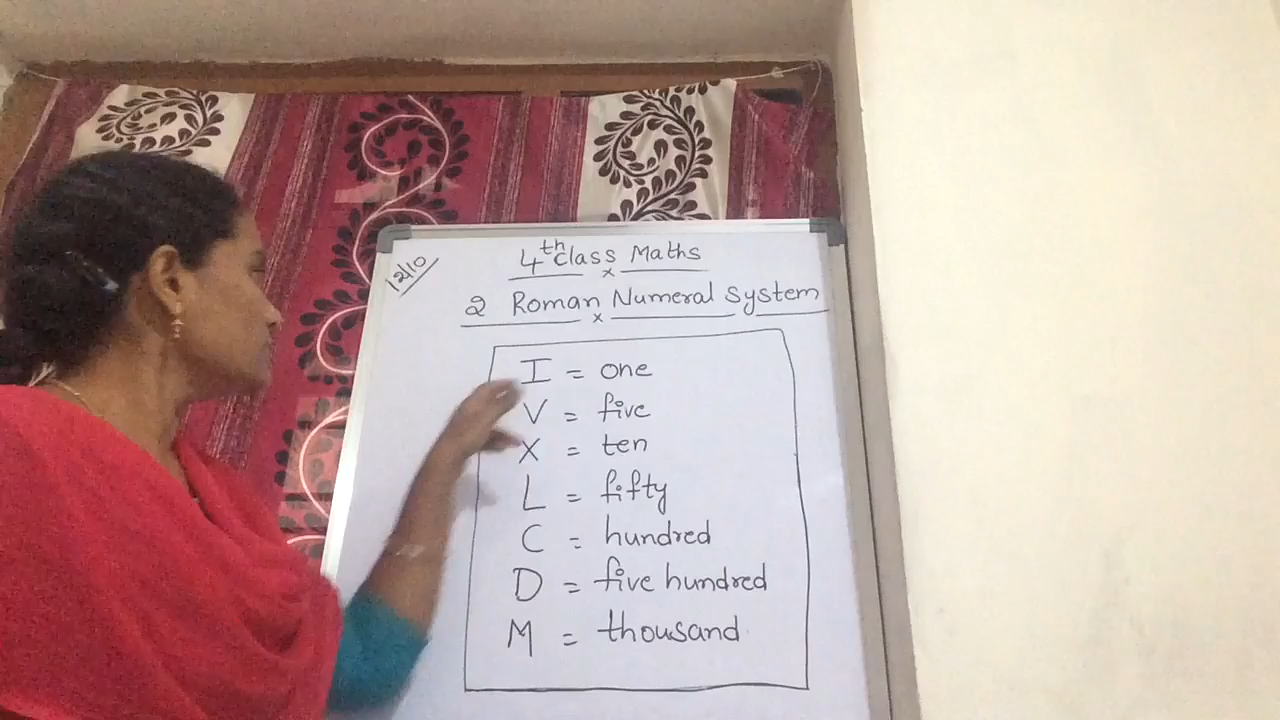 12/10
4th Class Maths
2 Roman Numeral System
I = one
V = five
X = ten
L = fifty
C = hundred
D = five hundred
M = thousand